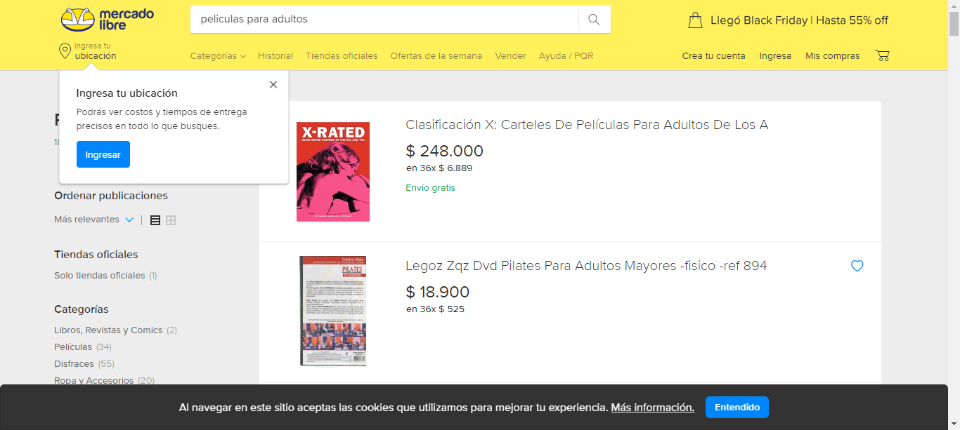 mercado
libre
peliculas para adultos
Llegó Black Friday | Hasta 55% off
Ingresa tu
ubicación
Categorías
Historial
Tiendas oficiales
Ofertas de la semana
Vender
Ayuda / PQR
Crea tu cuenta
Ingresa
Mis compras
Ingresa tu ubicación
Podrás ver costos y tiempos de entrega
precisos en todo lo que busques.
Ingresar
Ordenar publicaciones
Más relevantes
Tiendas oficiales
Solo tiendas oficiales (1)
Categorías
Libros, Revistas y Comics (2)
Películas (34)
Disfraces (55)
Ropa y Accesorios (20)
X-RATED
Clasificación X: Carteles De Películas Para Adultos De Los A
$ 248.000
en 36x $ 6.889
Envío gratis
PILATES
Legoz Zqz Dvd Pilates Para Adultos Mayores -fisico -ref 894
$ 18.900
en 36x $ 525
Al navegar en este sitio aceptas las cookies que utilizamos para mejorar tu experiencia. Más información.
Entendido